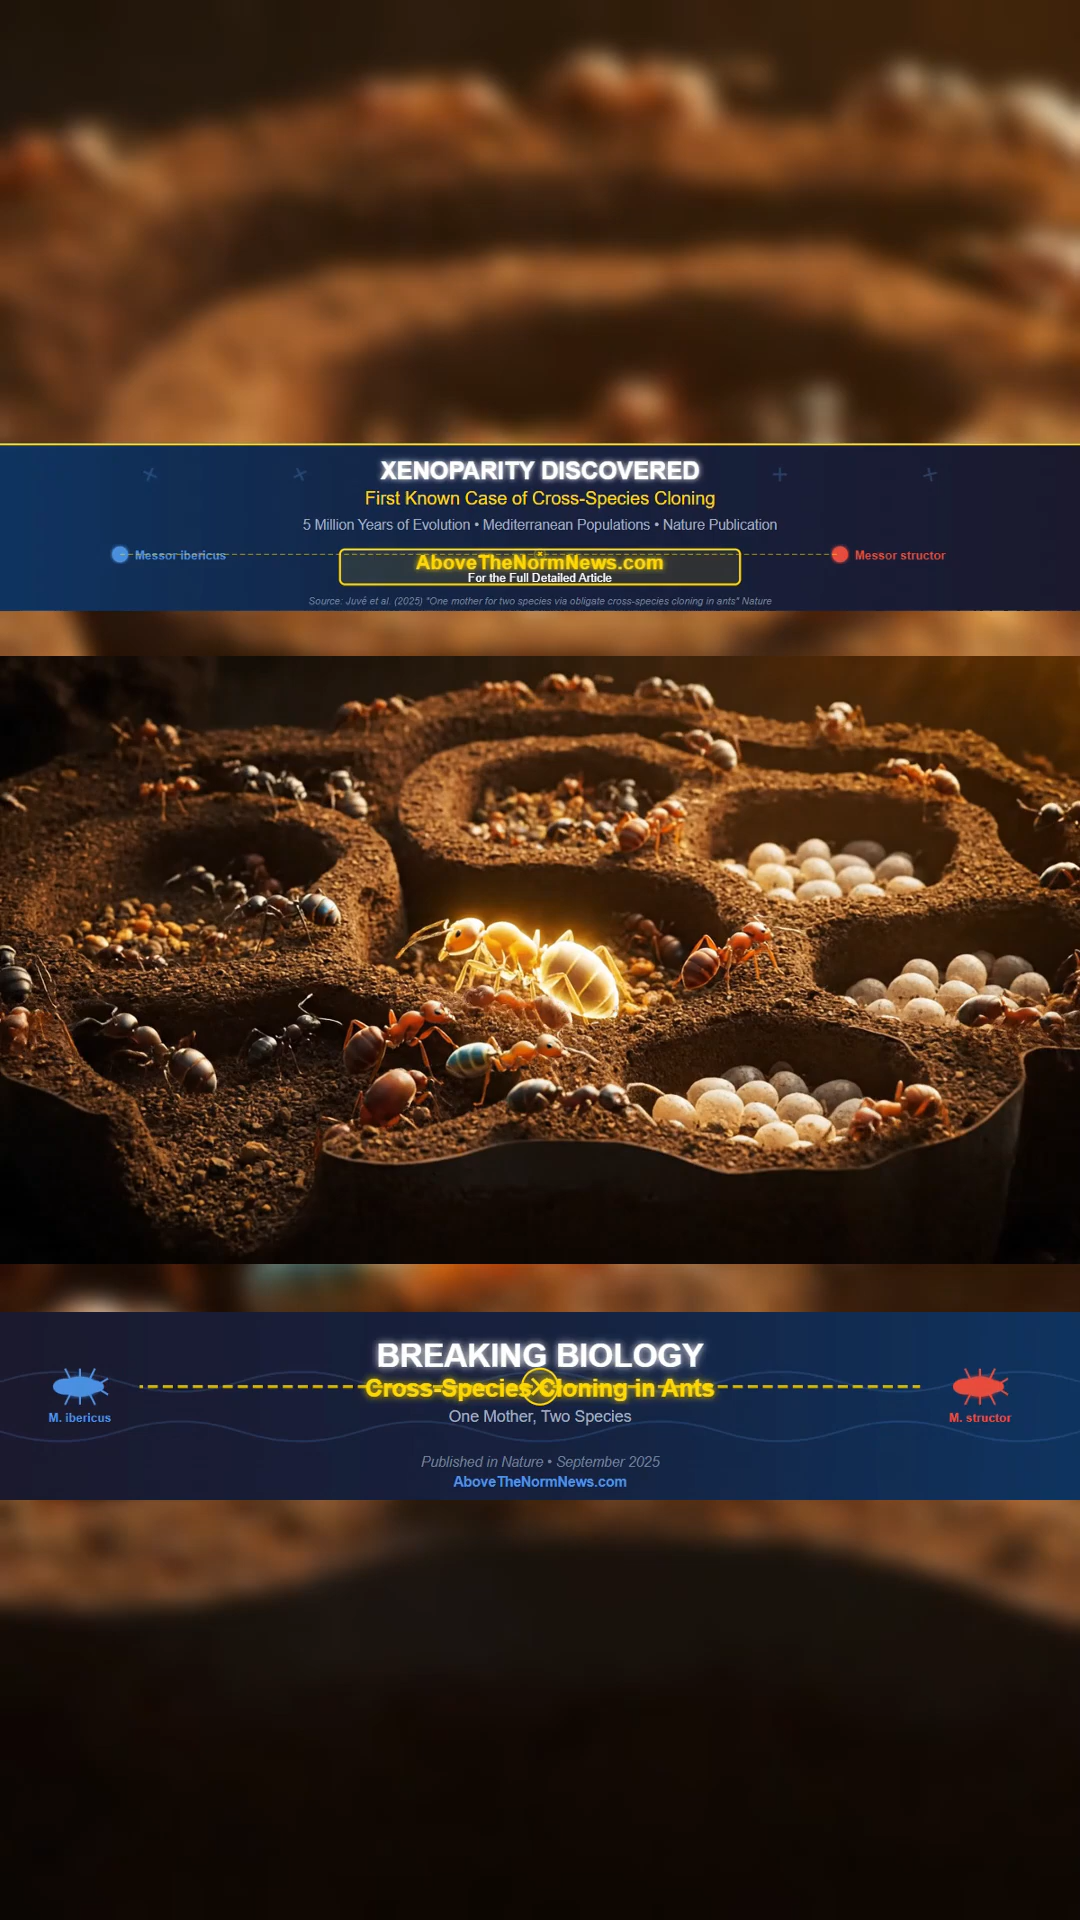 XENOPARITY DISCOVERED
First Known Case of Cross-Species Cloning
5 Million Years of Evolution • Mediterranean Populations • Nature Publication
Messor ibericus
AboveTheNormNews.com
For the Full Detailed Article
Messor structor
Source: Juvé et al. (2025) "One mother for two species via obligate cross-species cloning in ants" Nature
BREAKING BIOLOGY
Cross-Species Cloning in Ants
One Mother, Two Species
M. ibericus
M. structor
Published in Nature • September 2025
AboveTheNormNews.com